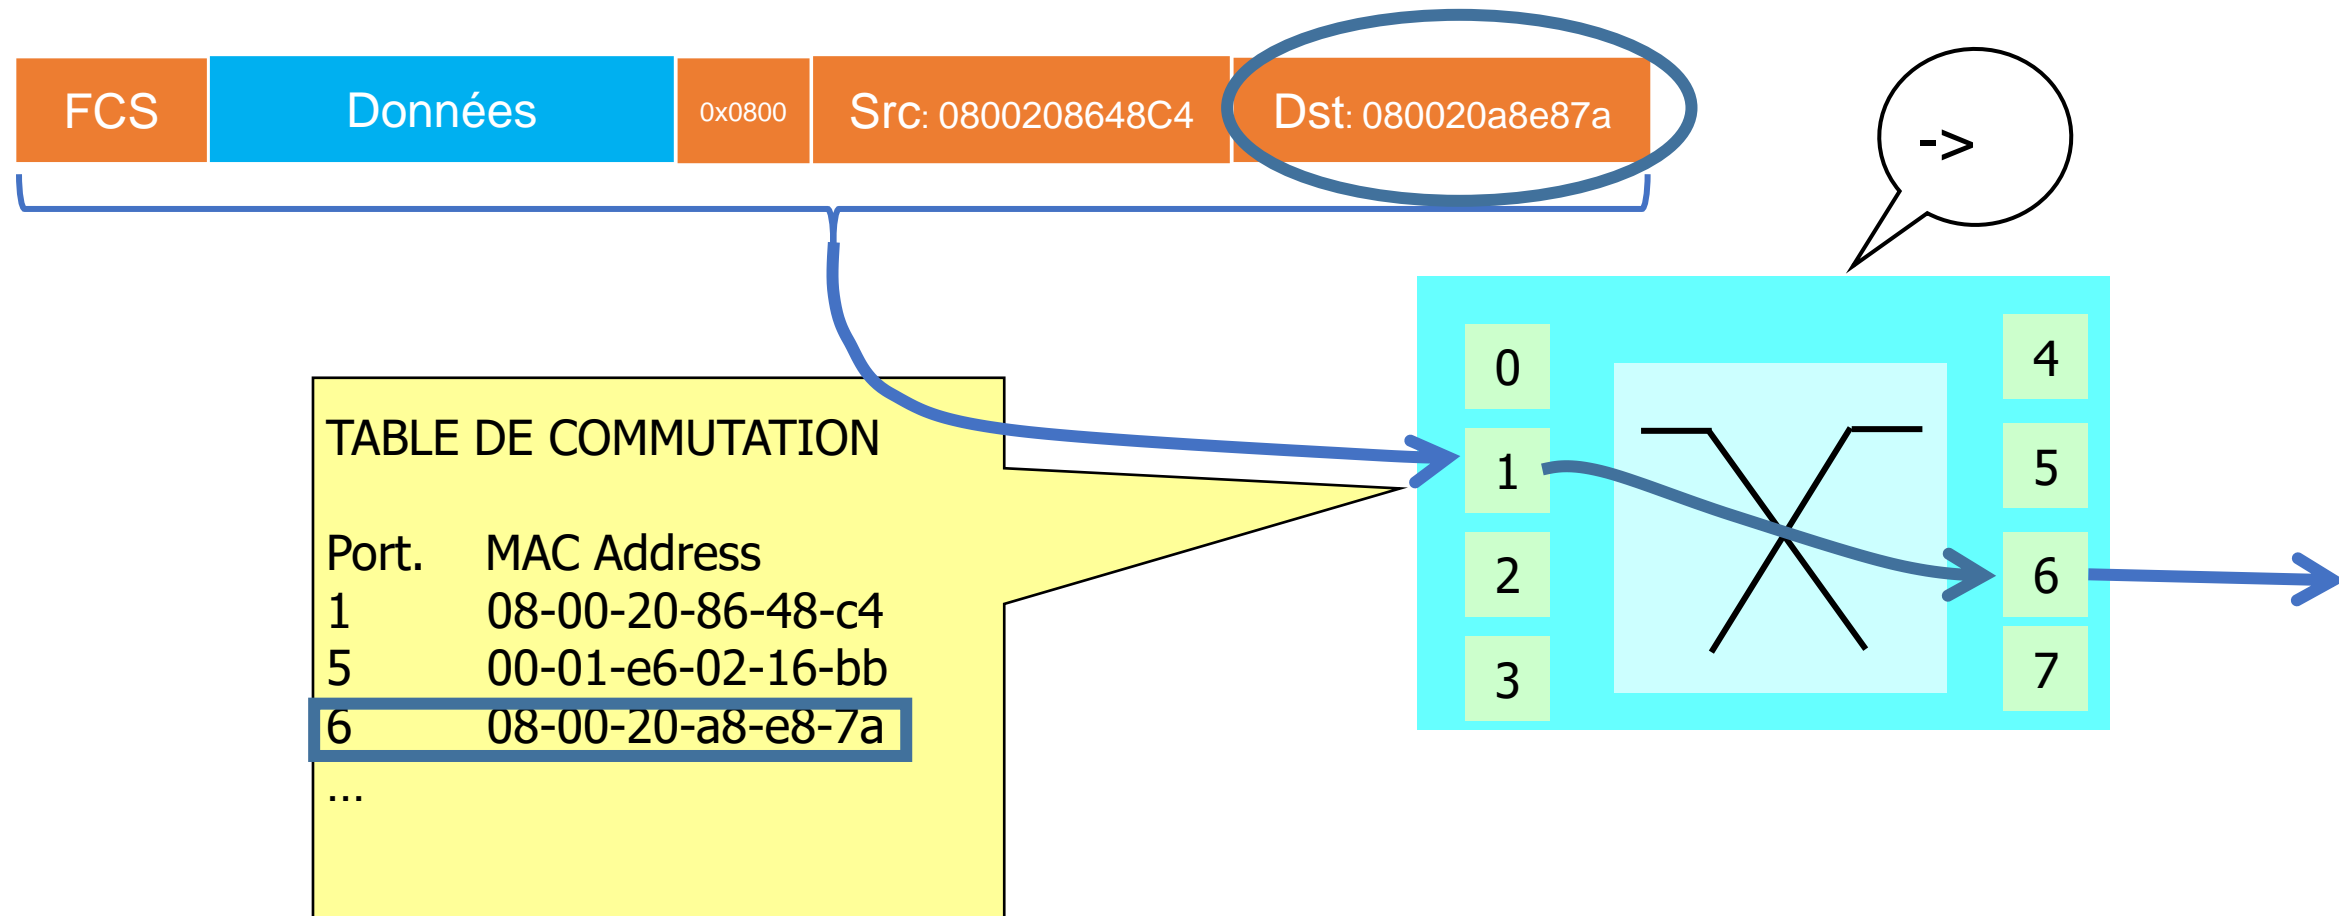 FCS Données 0x0800 Src: 0800208648C4 Dst: 080020a8e87a
->
TABLE DE COMMUTATION
Port. MAC Address
1 08-00-20-86-48-c4
5 00-01-e6-02-16-bb
6 08-00-20-a8-e8-7a
...
0
1
2
3
4
5
6
7